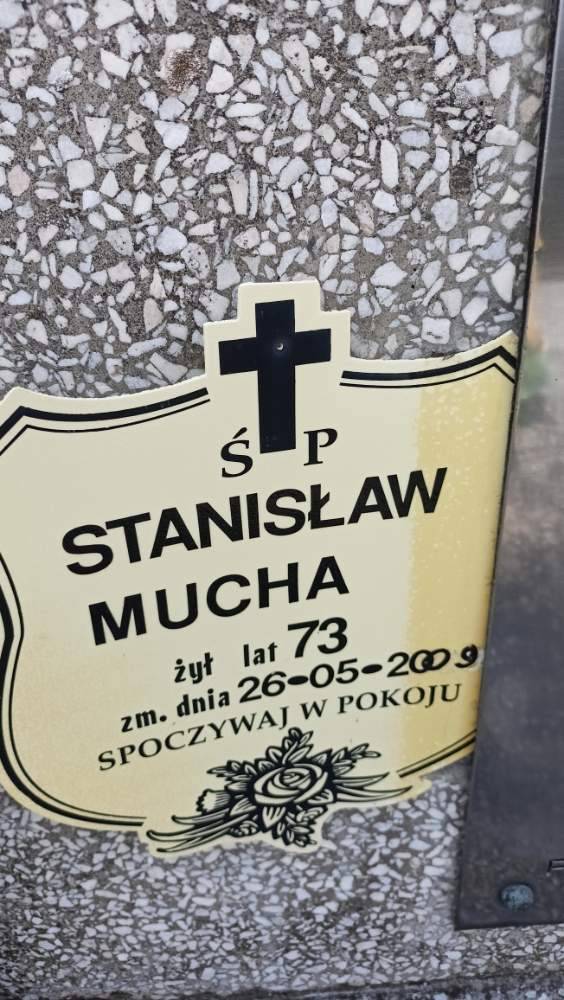 Ś P
STANISŁAW
MUCHA
żył lat 73
zm. dnia 26-05-2009
SPOCZYWAJ W POKOJU